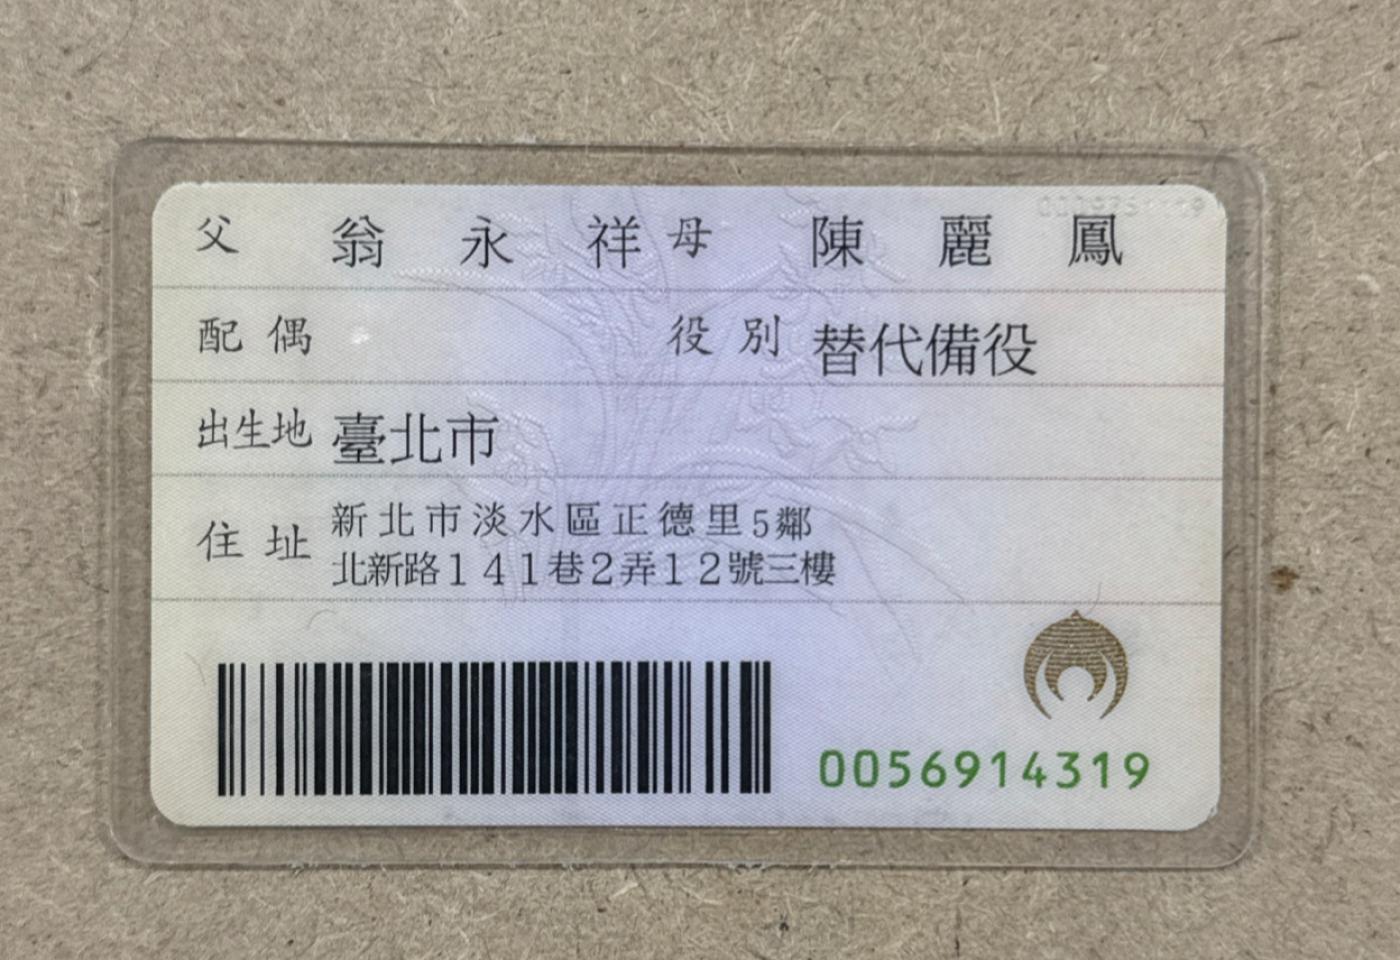 父 翁永祥 母 陳麗鳳
配偶 役別 替代備役
出生地 臺北市
住址 新北市淡水區正德里5鄰
北新路141巷2弄12號三樓
0056914319